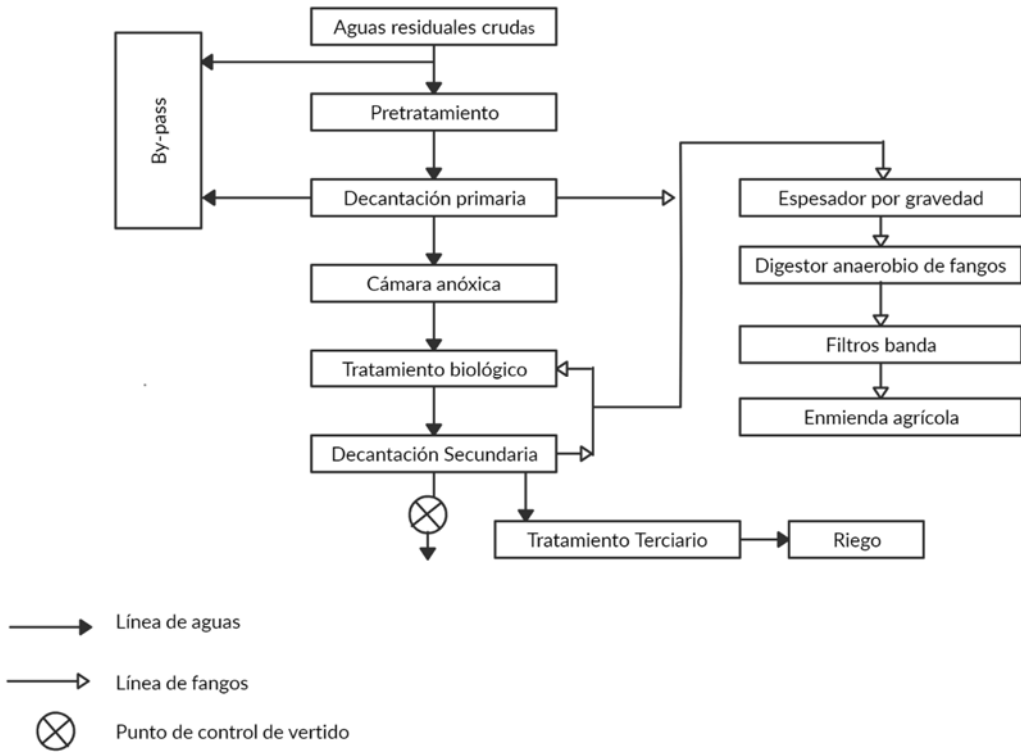 Aguas residuales crudas
By-pass
Pretratamiento
Decantación primaria
Cámara anóxica
Tratamiento biológico
Decantación Secundaria
Tratamiento Terciario
Riego
Espesador por gravedad
Digestor anaerobio de fangos
Filtros banda
Enmienda agrícola
Línea de aguas
Línea de fangos
Punto de control de vertido